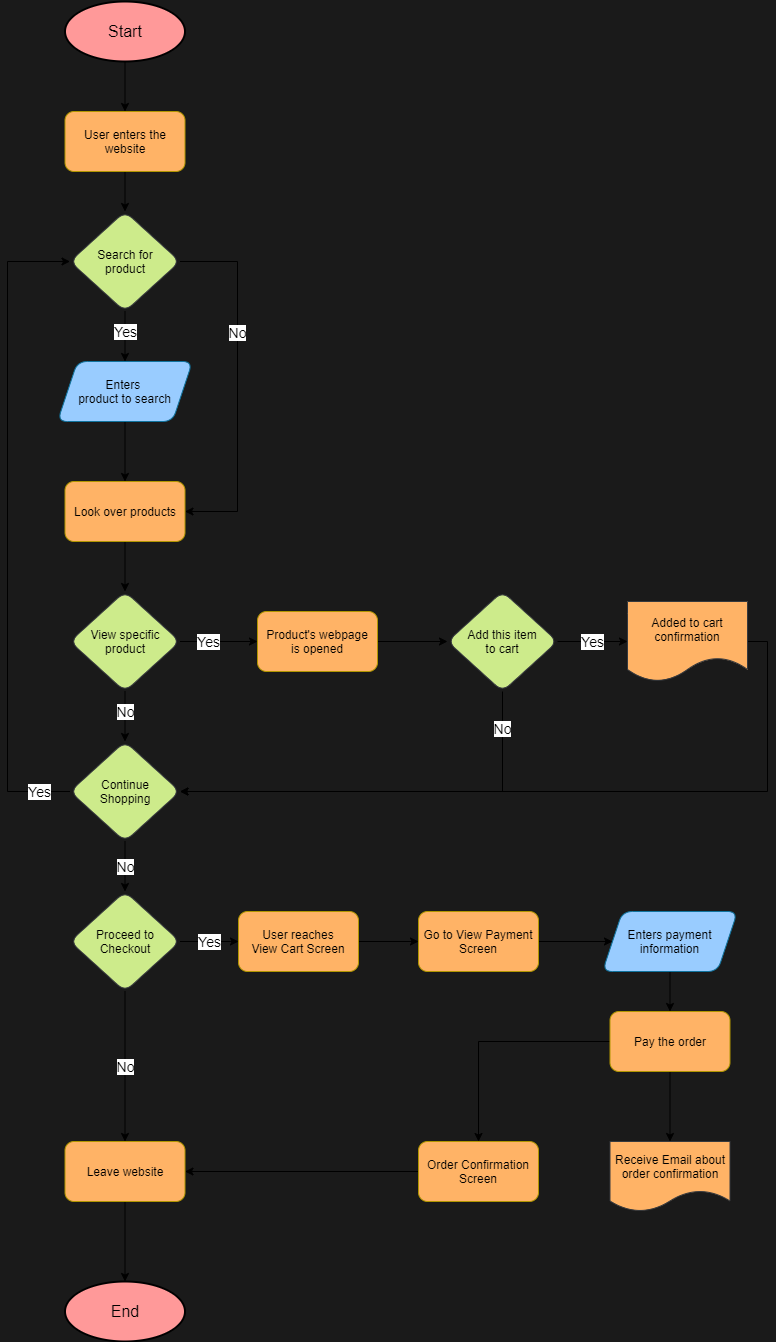 Start
User enters the
website
Search for
product
Yes
No
Enters
product to search
Look over products
View specific
product
Yes
Product's webpage
is opened
Add this item
to cart
Yes
Added to cart
confirmation
No
No
Continue
Shopping
Yes
No
Proceed to
Checkout
Yes
User reaches
View Cart Screen
Go to View Payment
Screen
Enters payment
information
Pay the order
No
Leave website
Order Confirmation
Screen
Receive Email about
order confirmation
End